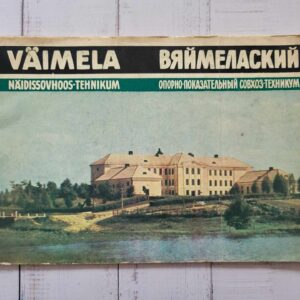 VÄIMELA ВЯЙМЕЛАСКИЙ
NÄIDISSOVHOOS-TEHNIKUM ОПОРНО-ПОКАЗАТЕЛЬНЫЙ СОВХОЗ-ТЕХНИКУМ